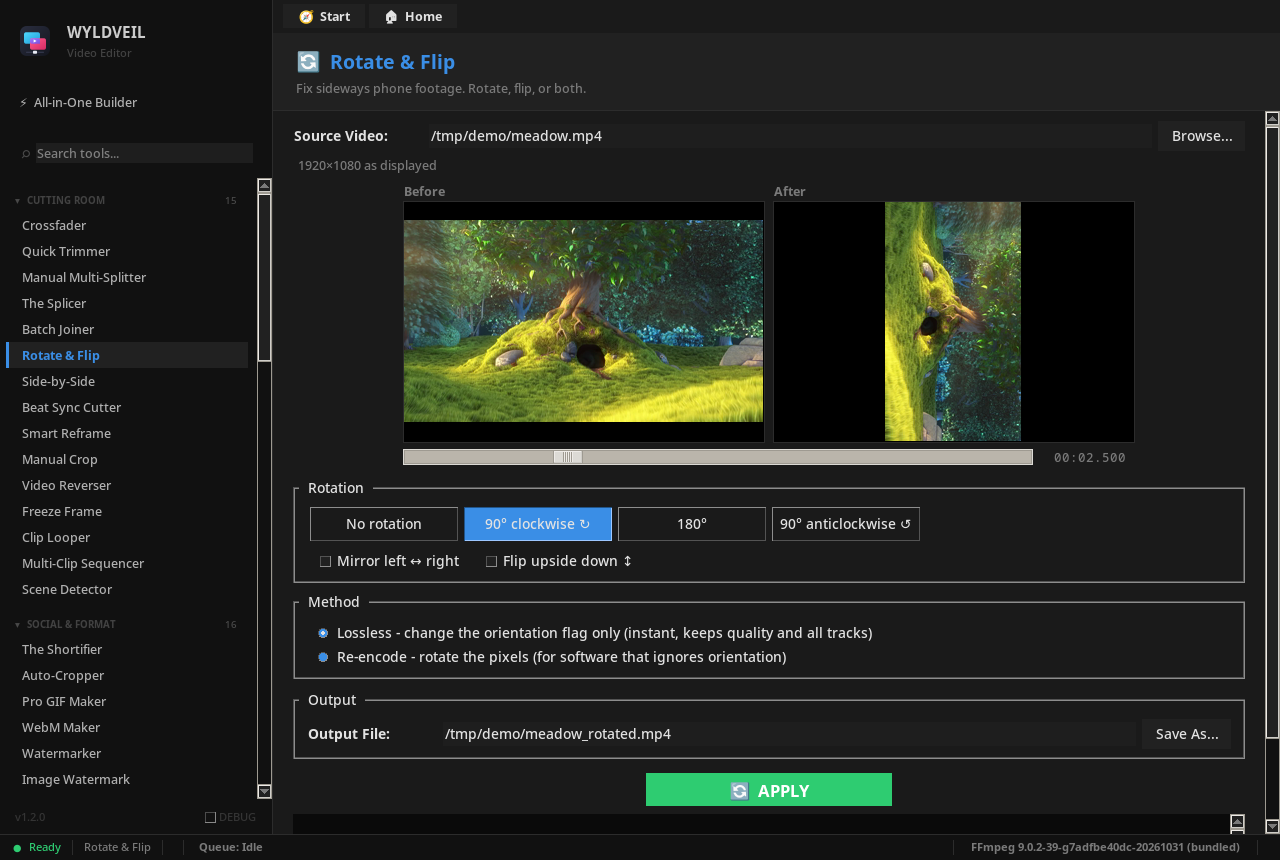 WYLDVEIL
Video Editor
⚡ All-in-One Builder
Search tools...
▾ CUTTING ROOM 15
Crossfader
Quick Trimmer
Manual Multi-Splitter
The Splicer
Batch Joiner
Rotate & Flip
Side-by-Side
Beat Sync Cutter
Smart Reframe
Manual Crop
Video Reverser
Freeze Frame
Clip Looper
Multi-Clip Sequencer
Scene Detector
▾ SOCIAL & FORMAT 16
The Shortifier
Auto-Cropper
Pro GIF Maker
WebM Maker
Watermarker
Image Watermark
v1.2.0 DEBUG
🧭 Start 🏠 Home
🔄 Rotate & Flip
Fix sideways phone footage. Rotate, flip, or both.
Source Video: /tmp/demo/meadow.mp4 Browse...
1920×1080 as displayed
Before After
00:02.500
Rotation
No rotation 90° clockwise ↻ 180° 90° anticlockwise ↺
Mirror left ↔ right Flip upside down ↕
Method
Lossless - change the orientation flag only (instant, keeps quality and all tracks)
Re-encode - rotate the pixels (for software that ignores orientation)
Output
Output File: /tmp/demo/meadow_rotated.mp4 Save As...
🔄 APPLY
● Ready Rotate & Flip Queue: Idle FFmpeg 9.0.2-39-g7adfbe40dc-20261031 (bundled)